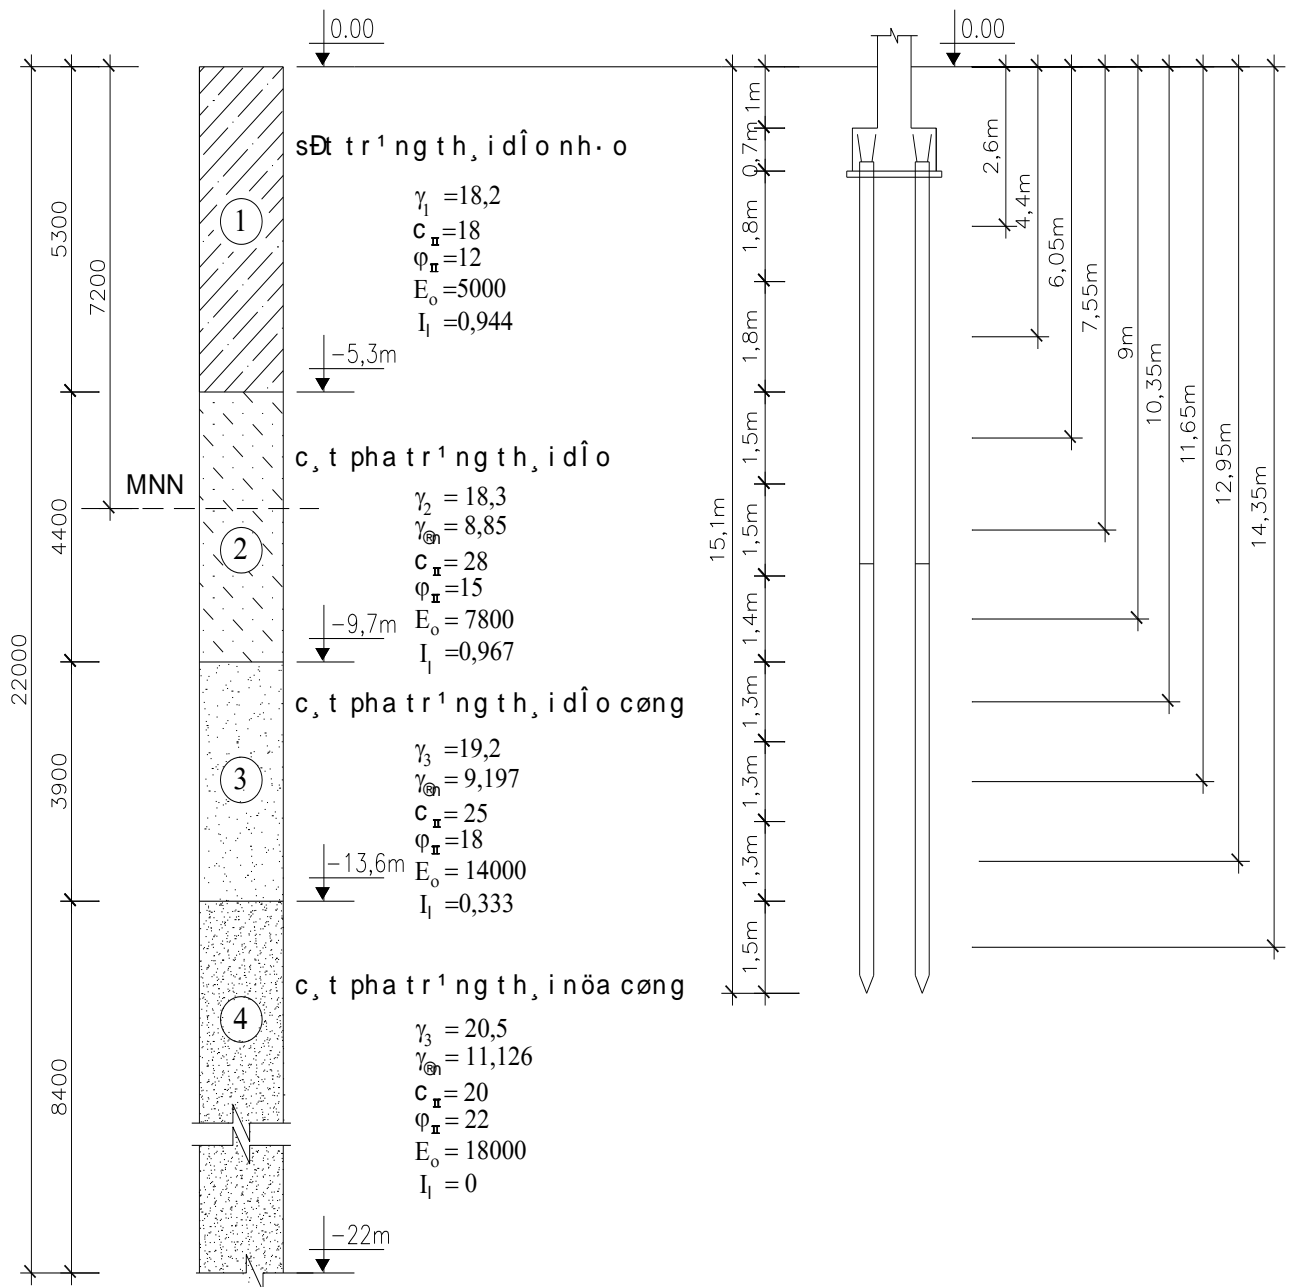 0.00
0.00
sÐt tr¹ng th¸i dÎo nh·o
γ1 =18,2
cII=18
φII=12
Eo=5000
Il =0,944
-5,3m
c¸t pha tr¹ng th¸i dÎo
MNN
γ2 = 18,3
γ®n= 8,85
cII= 28
φII=15
Eo= 7800
Il =0,967
-9,7m
c¸t pha tr¹ng th¸i dÎo cøng
γ3 =19,2
γ®n= 9,197
cII= 25
φII=18
Eo= 14000
Il =0,333
-13,6m
c¸t pha tr¹ng th¸i nöa cøng
γ3 = 20,5
γ®n= 11,126
cII= 20
φII= 22
Eo= 18000
Il = 0
-22m
1
2
3
4
22000
5300
4400
3900
8400
7200
15,1m
1m
0,7m
1,8m
1,8m
1,5m
1,5m
1,4m
1,3m
1,3m
1,3m
1,5m
2,6m
4,4m
6,05m
7,55m
9m
10,35m
11,65m
12,95m
14,35m